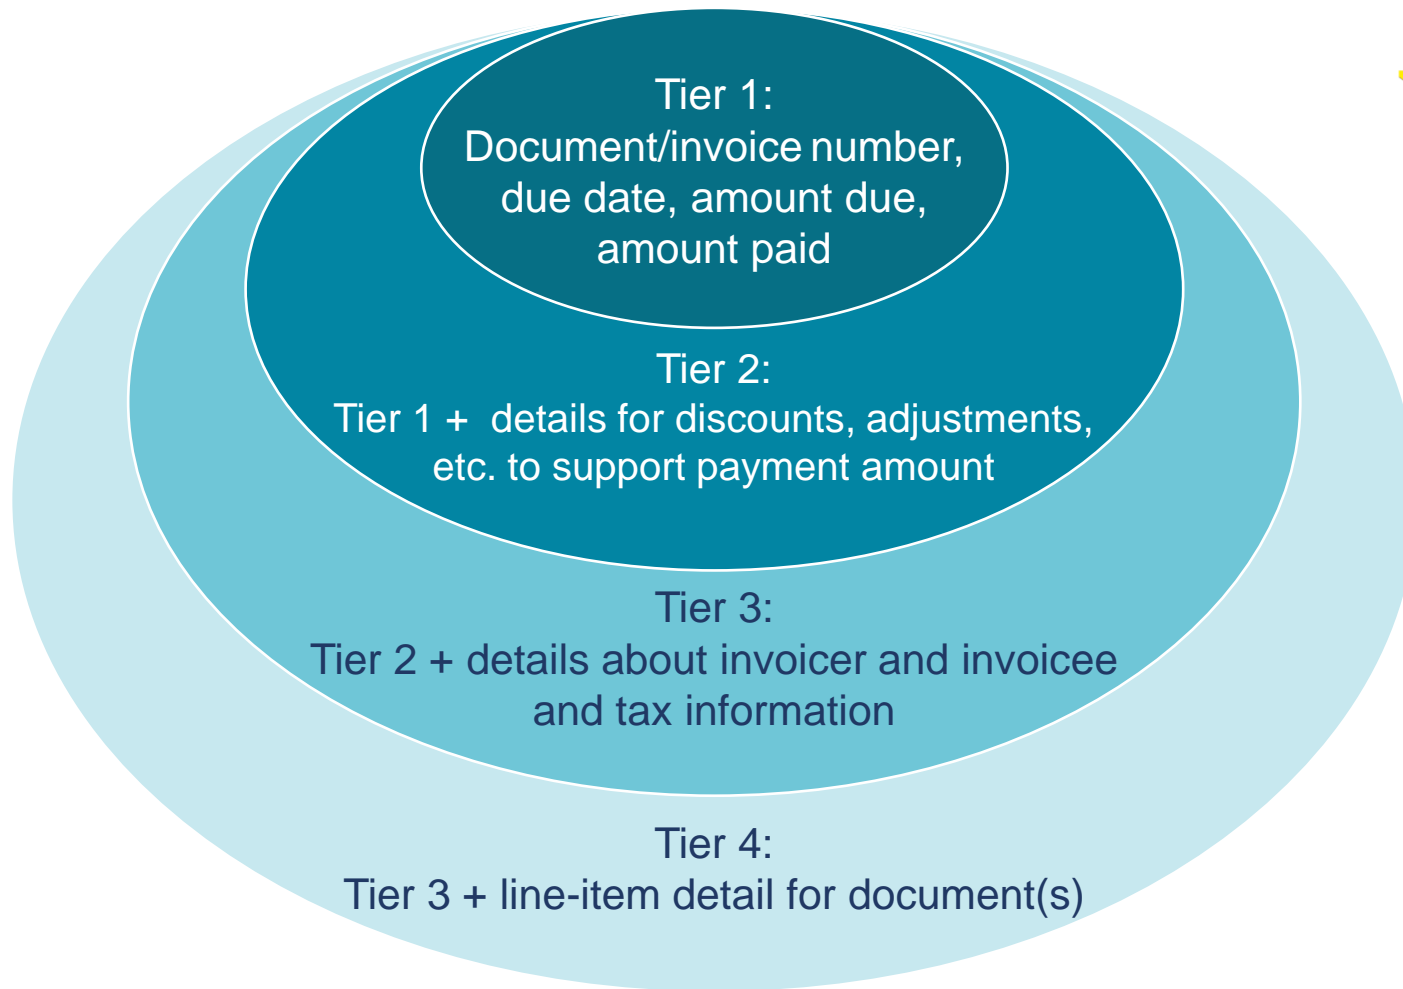 Tier 1:
Document/invoice number,
due date, amount due,
amount paid
Tier 2:
Tier 1 +  details for discounts, adjustments,
etc. to support payment amount
Tier 3:
Tier 2 + details about invoicer and invoicee
and tax information
Tier 4:
Tier 3 + line-item detail for document(s)